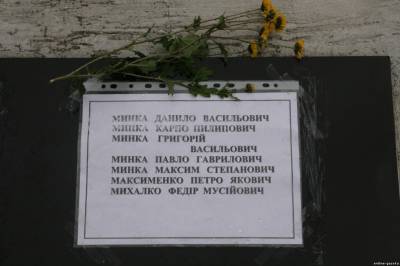 МИНКА ДАНИЛО ВАСИЛЬОВИЧ
МИНКА КАРПО ПИЛИПОВИЧ
МИНКА ГРИГОРІЙ
ВАСИЛЬОВИЧ
МИНКА ПАВЛО ГАВРИЛОВИЧ
МИНКА МАКСИМ СТЕПАНОВИЧ
МАКСИМЕНКО ПЕТРО ЯКОВИЧ
МИХАЛКО ФЕДІР МУСІЙОВИЧ